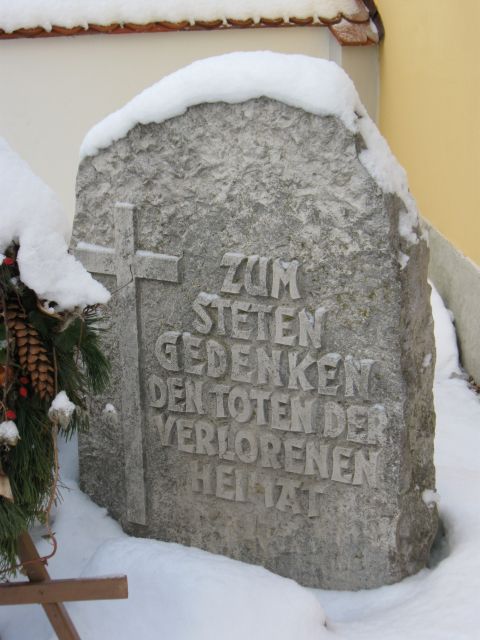 ZUM
STETEN
GEDENKEN
DEN TOTEN DER
VERLORENEN
HEIMAT